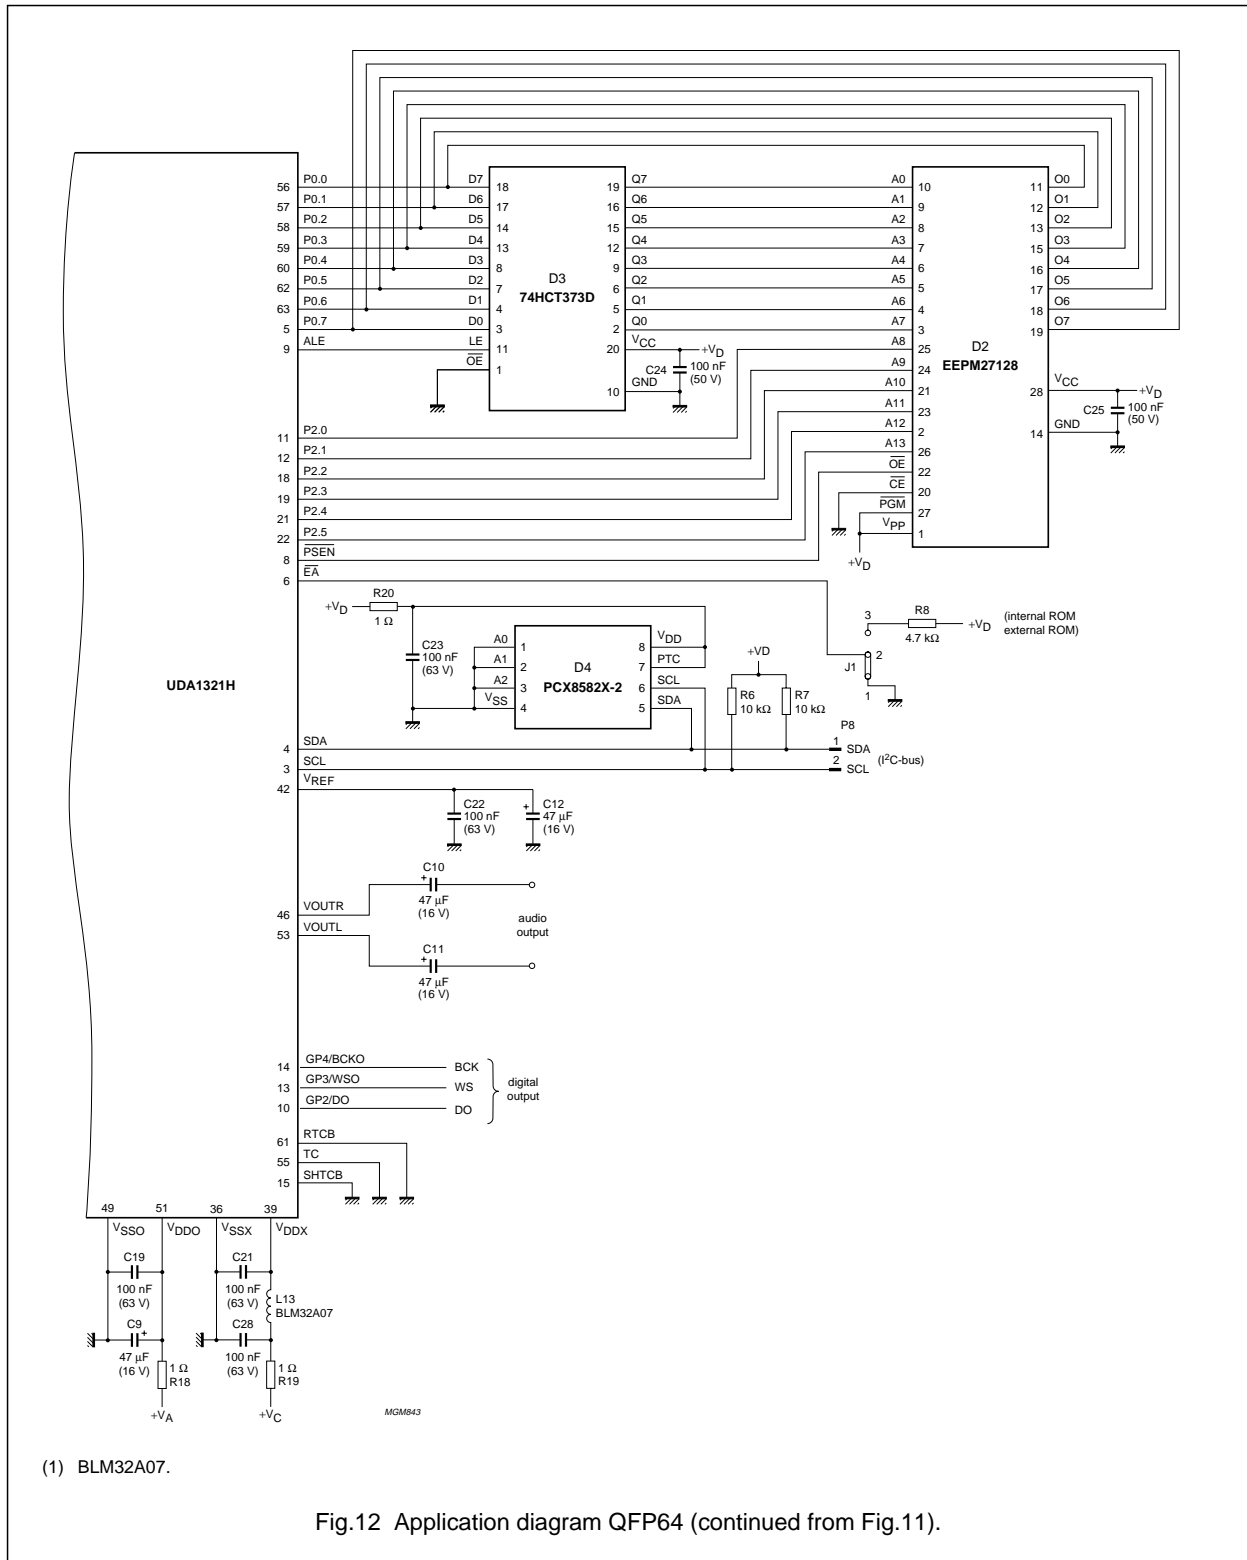 UDA1321H
56 P0.0
57 P0.1
58 P0.2
59 P0.3
60 P0.4
62 P0.5
63 P0.6
5 P0.7
9 ALE
D7 18
D6 17
D5 14
D4 13
D3 8
D2 7
D1 4
D0 3
LE 11
OE 1
D3
74HCT373D
19 Q7
16 Q6
15 Q5
12 Q4
9 Q3
6 Q2
5 Q1
2 Q0
20 VCC
10 GND
+VD
C24 100 nF
(50 V)
A0 10
A1 9
A2 8
A3 7
A4 6
A5 5
A6 4
A7 3
A8 25
A9 24
A10 21
A11 23
A12 2
A13 26
OE 22
CE 20
PGM 27
VPP 1
+VD
D2
EEPM27128
11 O0
12 O1
13 O2
15 O3
16 O4
17 O5
18 O6
19 O7
28 VCC
14 GND
+VD
C25 100 nF
(50 V)
11 P2.0
12 P2.1
18 P2.2
19 P2.3
21 P2.4
22 P2.5
8 PSEN
6 EA
+VD
R20
1 Ω
C23
100 nF
(63 V)
A0 1
A1 2
A2 3
VSS 4
D4
PCX8582X-2
8 VDD
7 PTC
6 SCL
5 SDA
+VD
R6
10 kΩ
R7
10 kΩ
3
R8
4.7 kΩ
+VD
(internal ROM
external ROM)
J1
2
1
P8
1 SDA
2 SCL
(I²C-bus)
4 SDA
3 SCL
42 VREF
C22
100 nF
(63 V)
+ C12
47 μF
(16 V)
C10
+
47 μF
(16 V)
46 VOUTR
53 VOUTL
audio
output
C11
+
47 μF
(16 V)
14 GP4/BCKO
13 GP3/WSO
10 GP2/DO
BCK
WS
DO
digital
output
61 RTCB
55 TC
15 SHTCB
49 51 36 39
VSSO VDDO VSSX VDDX
C19
100 nF
(63 V)
C9
+
47 μF
(16 V)
1 Ω
R18
+VA
C21
100 nF
(63 V)
L13
BLM32A07
C28
100 nF
(63 V)
1 Ω
R19
+VC
MGM843
(1) BLM32A07.
Fig.12 Application diagram QFP64 (continued from Fig.11).